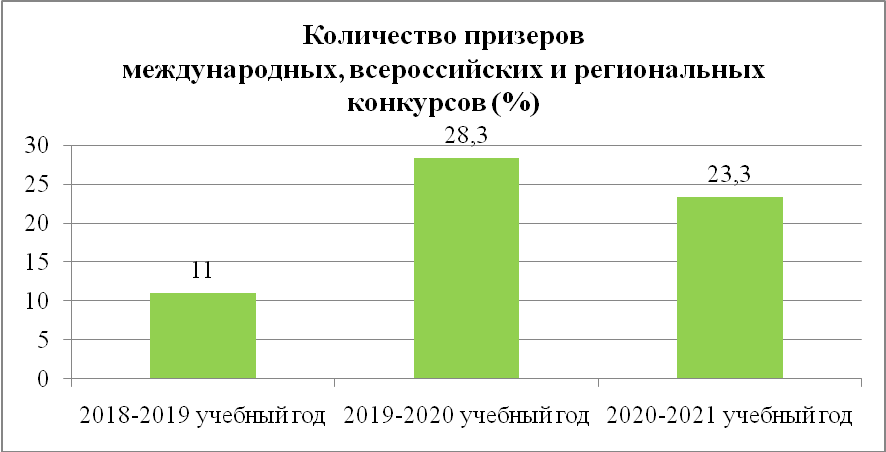 Количество призеров
международных, всероссийских и региональных
конкурсов (%)
30
25
20
15
10
5
0
11
28,3
23,3
2018-2019 учебный год
2019-2020 учебный год
2020-2021 учебный год